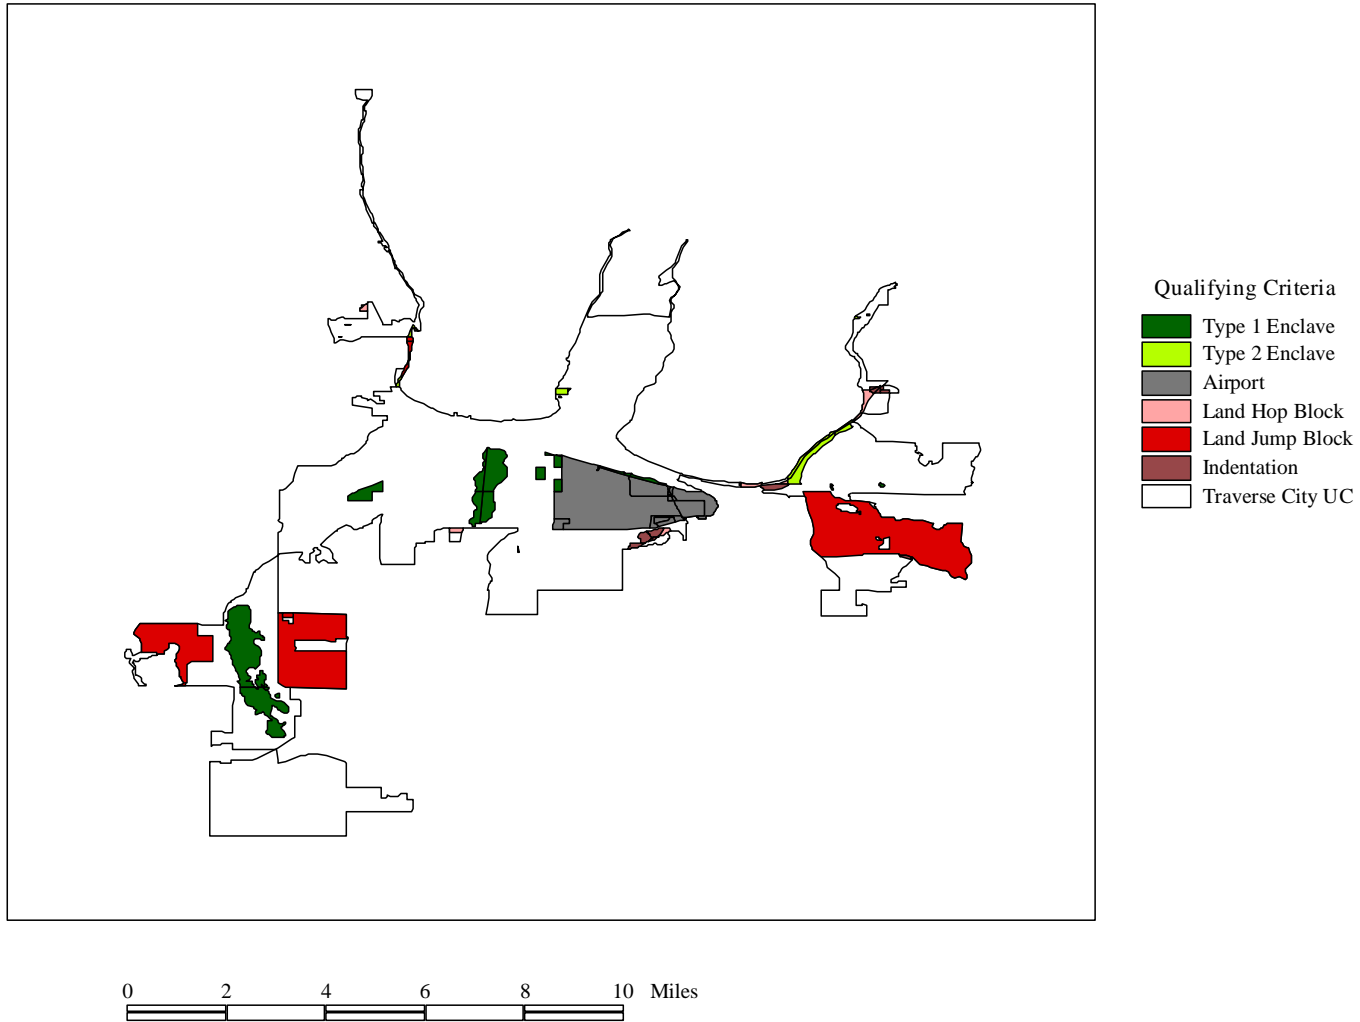 Qualifying Criteria
Type 1 Enclave
Type 2 Enclave
Airport
Land Hop Block
Land Jump Block
Indentation
Traverse City UC
0 2 4 6 8 10 Miles